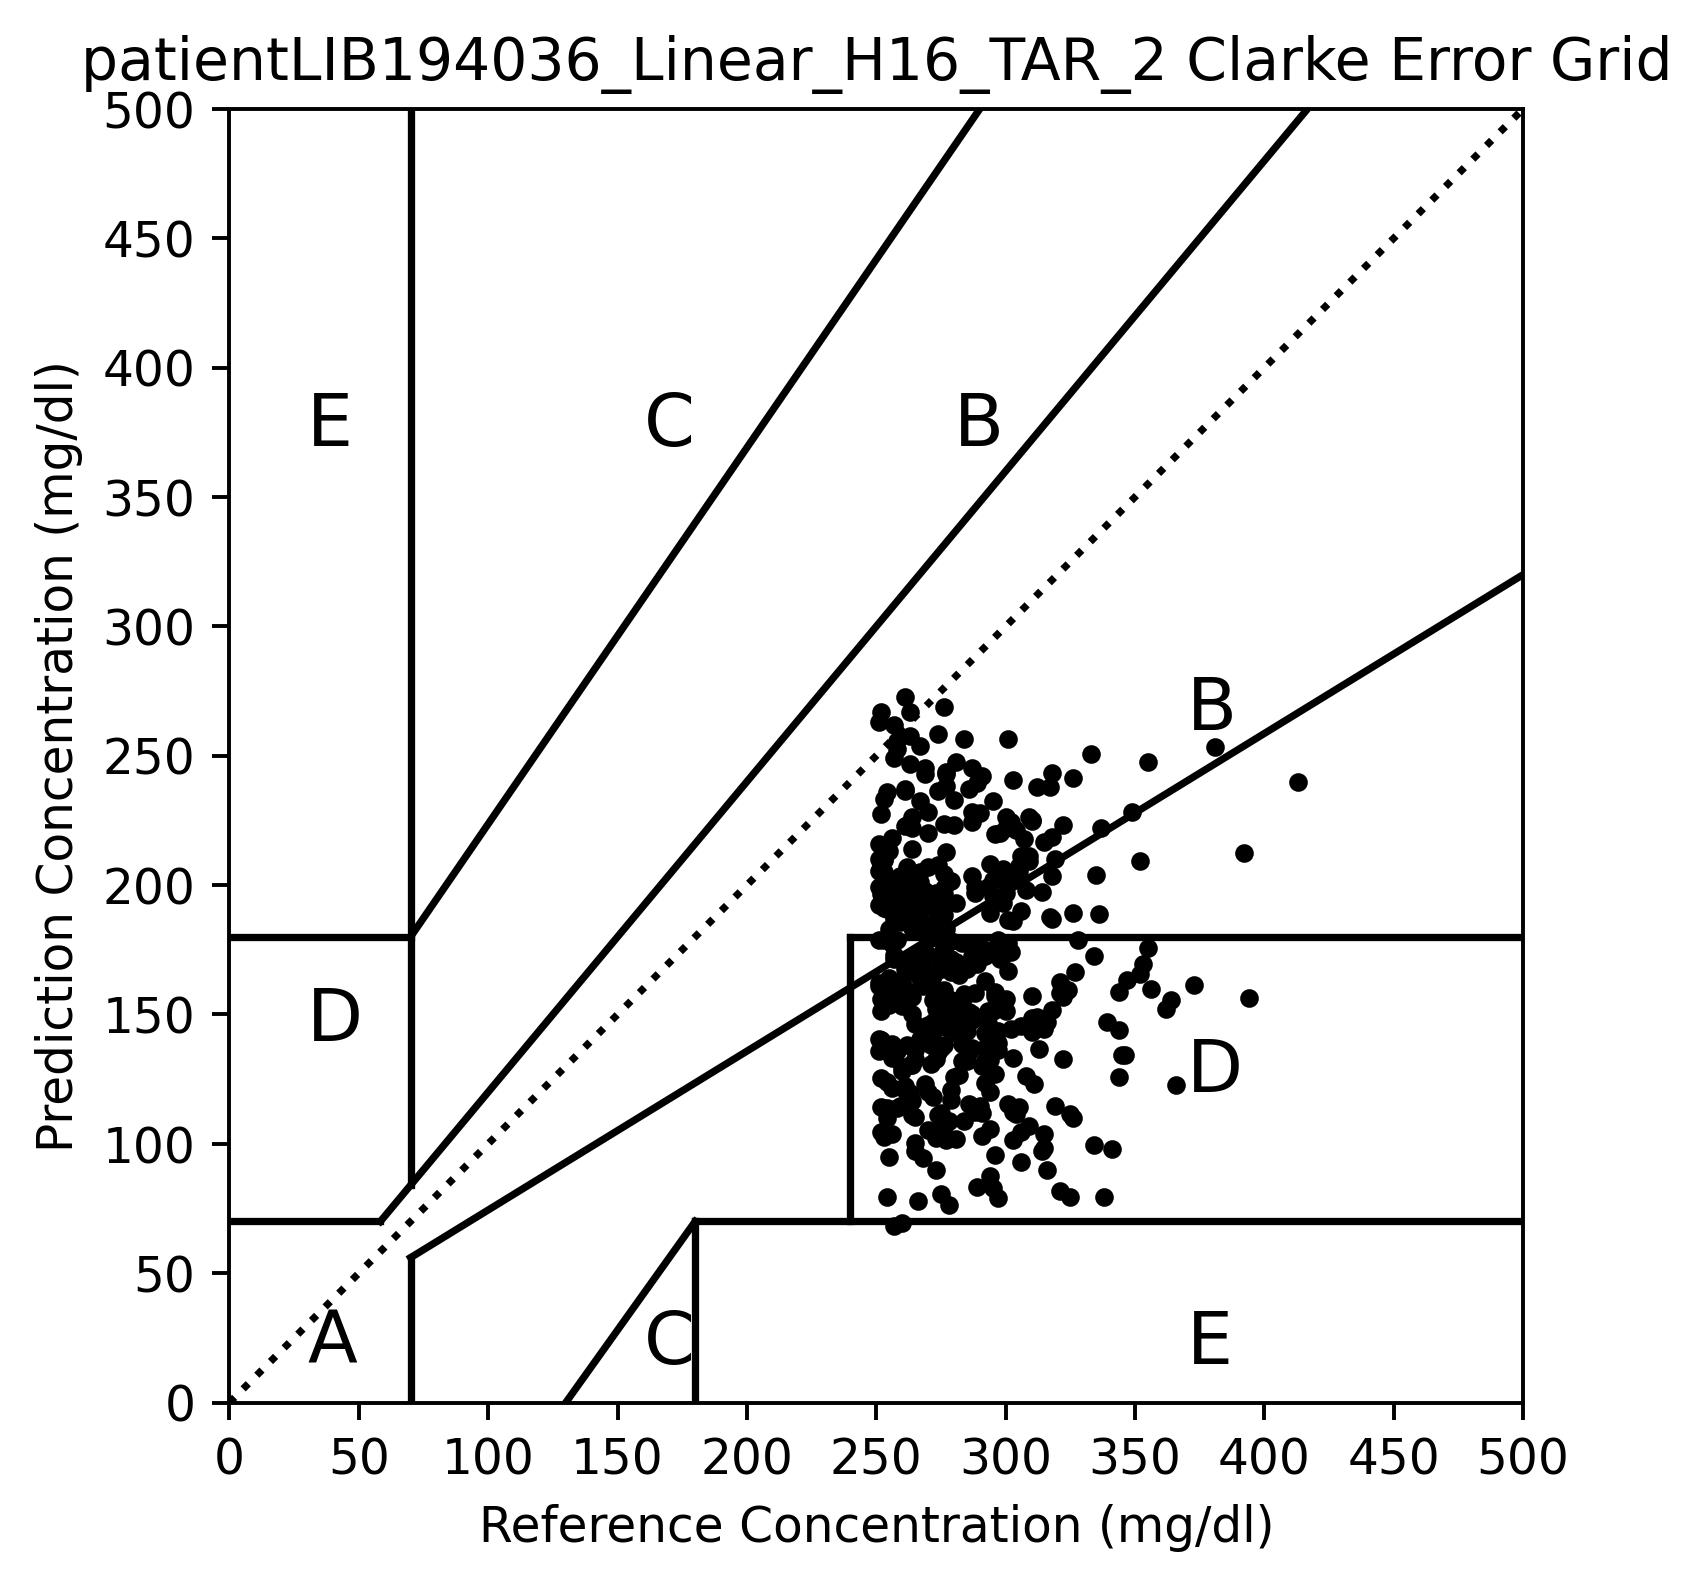 patientLIB194036_Linear_H16_TAR_2 Clarke Error Grid
500
450
400
350
300
250
200
150
100
50
0
Prediction Concentration (mg/dl)
E
C
B
B
D
D
A
C
E
0 50 100 150 200 250 300 350 400 450 500
Reference Concentration (mg/dl)